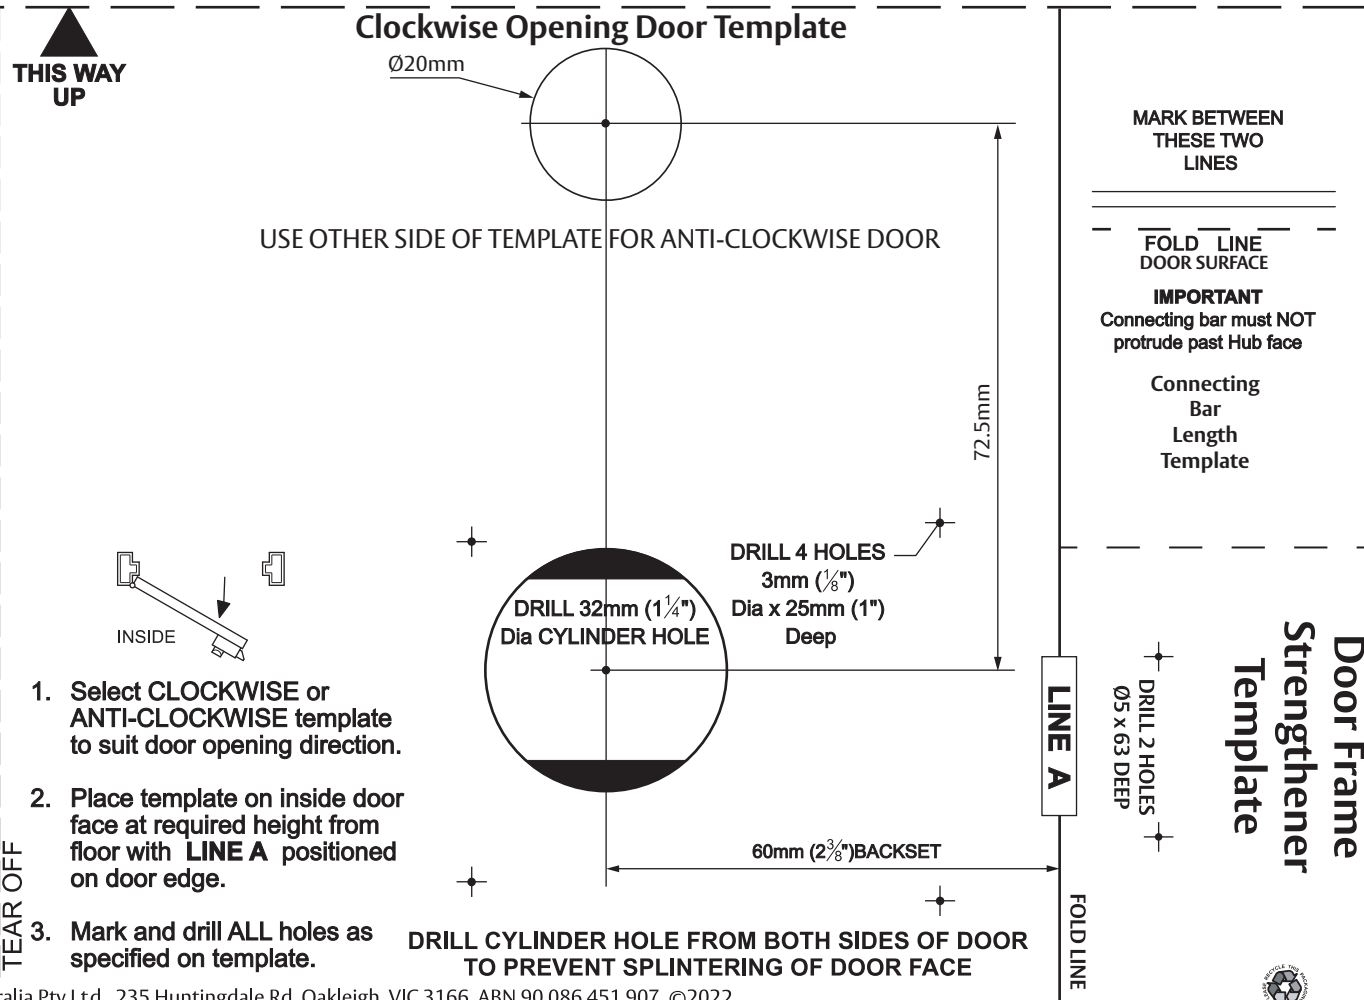 Clockwise Opening Door Template
THIS WAY
UP
Ø20mm
USE OTHER SIDE OF TEMPLATE FOR ANTI-CLOCKWISE DOOR
72.5mm
MARK BETWEEN
THESE TWO
LINES
FOLD LINE
DOOR SURFACE
IMPORTANT
Connecting bar must NOT
protrude past Hub face
Connecting
Bar
Length
Template
DRILL 4 HOLES
3mm (1/8")
Dia x 25mm (1")
Deep
DRILL 32mm (1 1/4")
Dia CYLINDER HOLE
INSIDE
1. Select CLOCKWISE or
ANTI-CLOCKWISE template
to suit door opening direction.
2. Place template on inside door
face at required height from
floor with LINE A positioned
on door edge.
3. Mark and drill ALL holes as
specified on template.
TEAR OFF
60mm (2 3/8")BACKSET
DRILL CYLINDER HOLE FROM BOTH SIDES OF DOOR
TO PREVENT SPLINTERING OF DOOR FACE
LINE A
FOLD LINE
DRILL 2 HOLES
Ø5 x 63 DEEP
Door Frame
Strengthener
Template
alia Pty Ltd, 235 Huntingdale Rd, Oakleigh, VIC 3166, ABN 90 086 451 907 ©2022
RECYCLE THIS